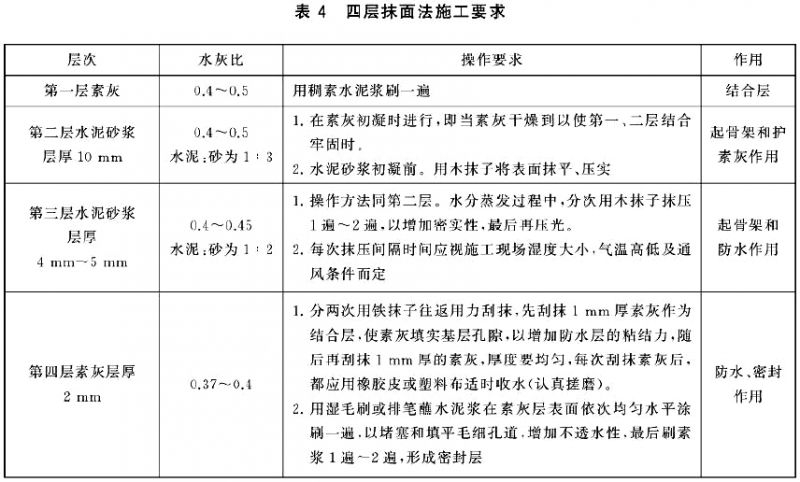 表 4 四层抹面法施工要求
层次 水灰比 操作要求 作用
第一层素灰 0.4～0.5 用稠素水泥浆刷一遍 结合层
第二层水泥砂浆
层厚 10 mm
0.4～0.5
水泥:砂为 1：3
1. 在素灰初凝时进行,即当素灰干燥到以使第一、二层结合
牢固时。
2. 水泥砂浆初凝前。用木抹子将表面抹平、压实
起骨架和护
素灰作用
第三层水泥砂浆
层厚
4 mm～5 mm
0.4～0.45
水泥:砂为 1：2
1. 操作方法同第二层。水分蒸发过程中,分次用木抹子抹压
1 遍～2 遍,以增加密实性,最后再压光。
2. 每次抹压间隔时间应视施工现场湿度大小,气温高低及通
风条件而定
起骨架和
防水作用
第四层素灰层厚
2 mm
0.37～0.4
1. 分两次用铁抹子往返用力刮抹,先刮抹 1 mm 厚素灰作为
结合层,使素灰填实基层孔隙,以增加防水层的粘结力,随
后再刮抹 1 mm 厚的素灰,厚度要均匀,每次刮抹素灰后,
都应用橡胶皮或塑料布适时收水(认真搓磨)。
2. 用湿毛刷或排笔蘸水泥浆在素灰层表面依次均匀水平涂
刷一遍,以堵塞和填平毛细孔道,增加不透水性,最后刷素
浆 1 遍～2 遍,形成密封层
防水、密封
作用